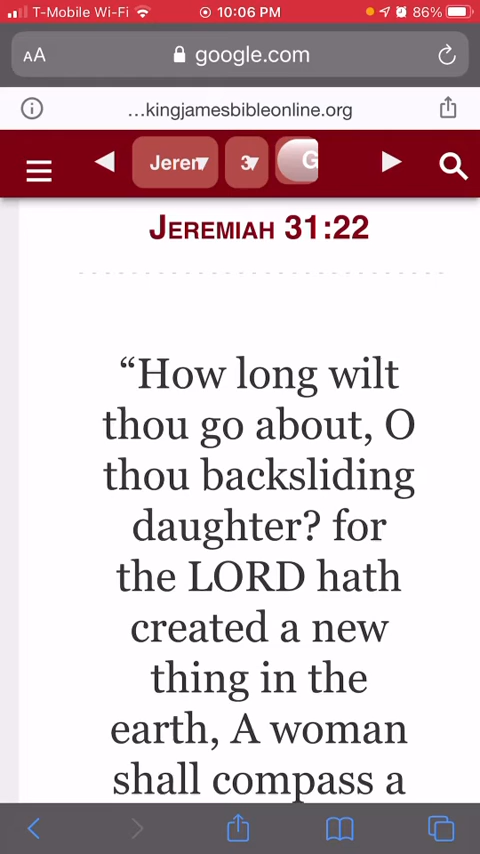 T-Mobile Wi-Fi 10:06 PM 86%
AA google.com
...kingjamesbibleonline.org
Jerem 3 G
JEREMIAH 31:22
“How long wilt
thou go about, O
thou backsliding
daughter? for
the LORD hath
created a new
thing in the
earth, A woman
shall compass a